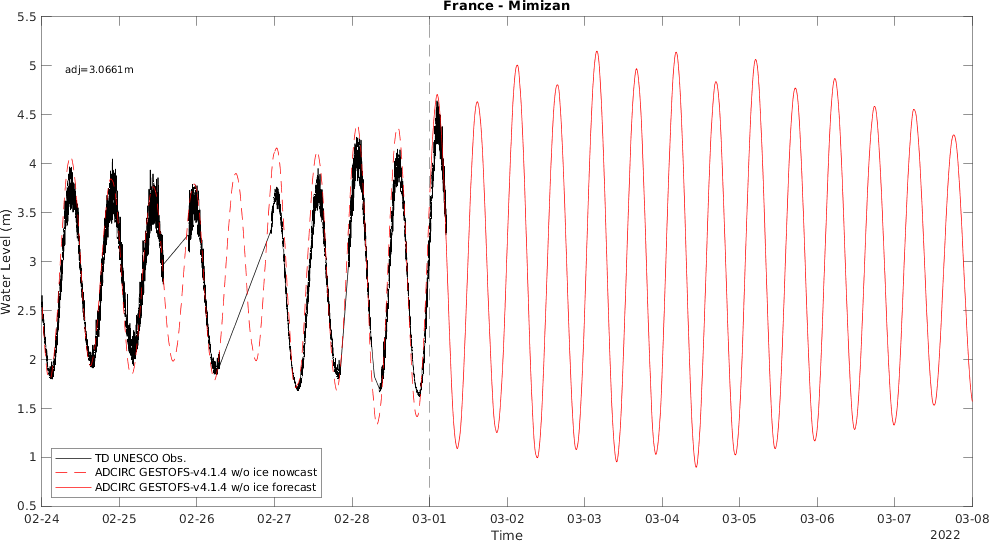 France - Mimizan
adj=3.0661m
5.5
5
4.5
4
3.5
3
2.5
2
1.5
1
0.5
Water Level (m)
TD UNESCO Obs.
ADCIRC GESTOFS-v4.1.4 w/o ice nowcast
ADCIRC GESTOFS-v4.1.4 w/o ice forecast
02-24 02-25 02-26 02-27 02-28 03-01 03-02 03-03 03-04 03-05 03-06 03-07 03-08
Time
2022